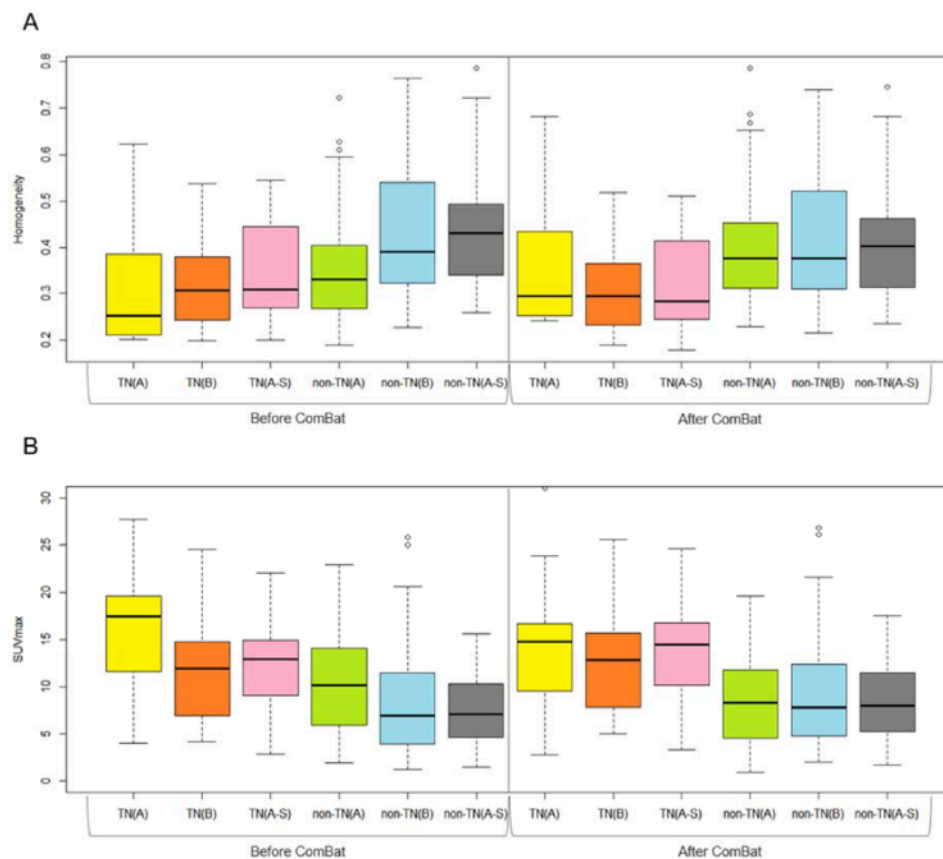 A
Homogeneity
0.8
0.7
0.6
0.5
0.4
0.3
0.2
TN(A) TN(B) TN(A-S) non-TN(A) non-TN(B) non-TN(A-S) TN(A) TN(B) TN(A-S) non-TN(A) non-TN(B) non-TN(A-S)
Before ComBat After ComBat
B
SUVmax
30
25
20
15
10
5
0
TN(A) TN(B) TN(A-S) non-TN(A) non-TN(B) non-TN(A-S) TN(A) TN(B) TN(A-S) non-TN(A) non-TN(B) non-TN(A-S)
Before ComBat After ComBat